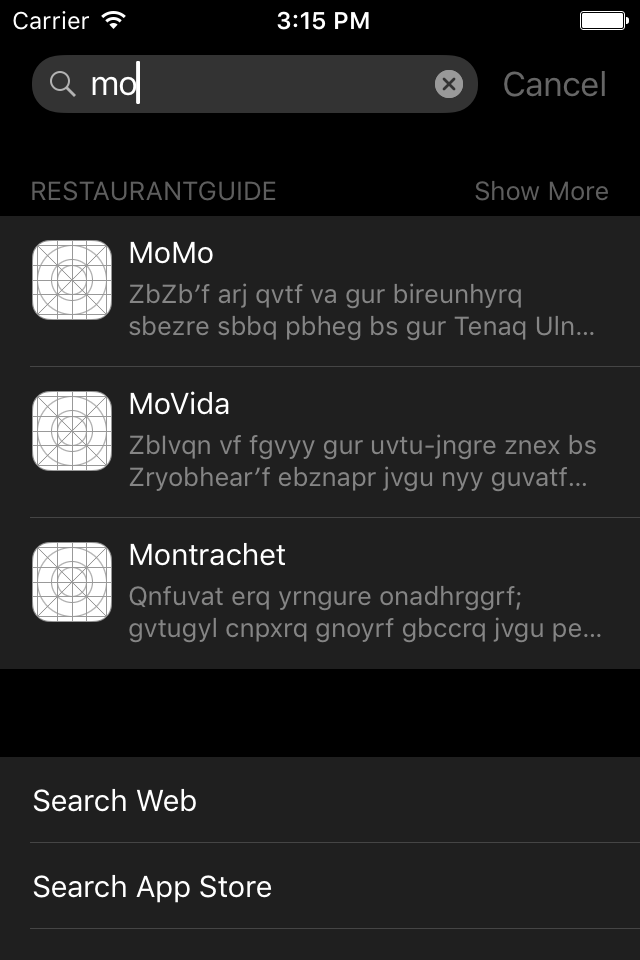 Carrier 3:15 PM
mo Cancel
RESTAURANTGUIDE Show More
MoMo
ZbZb’f arj qvtf va gur bireunhyrq
sbezre sbbq pbheg bs gur Tenaq Uln...
MoVida
Zblvqn vf fgvyy gur uvtu-jngre znex bs
Zryobhear’f ebznapr jvgu nyy guvatf...
Montrachet
Qnfuvat erq yrngure onadhrggrf;
gvtugyl cnpxrq gnoyrf gbccrq jvgu pe...
Search Web
Search App Store